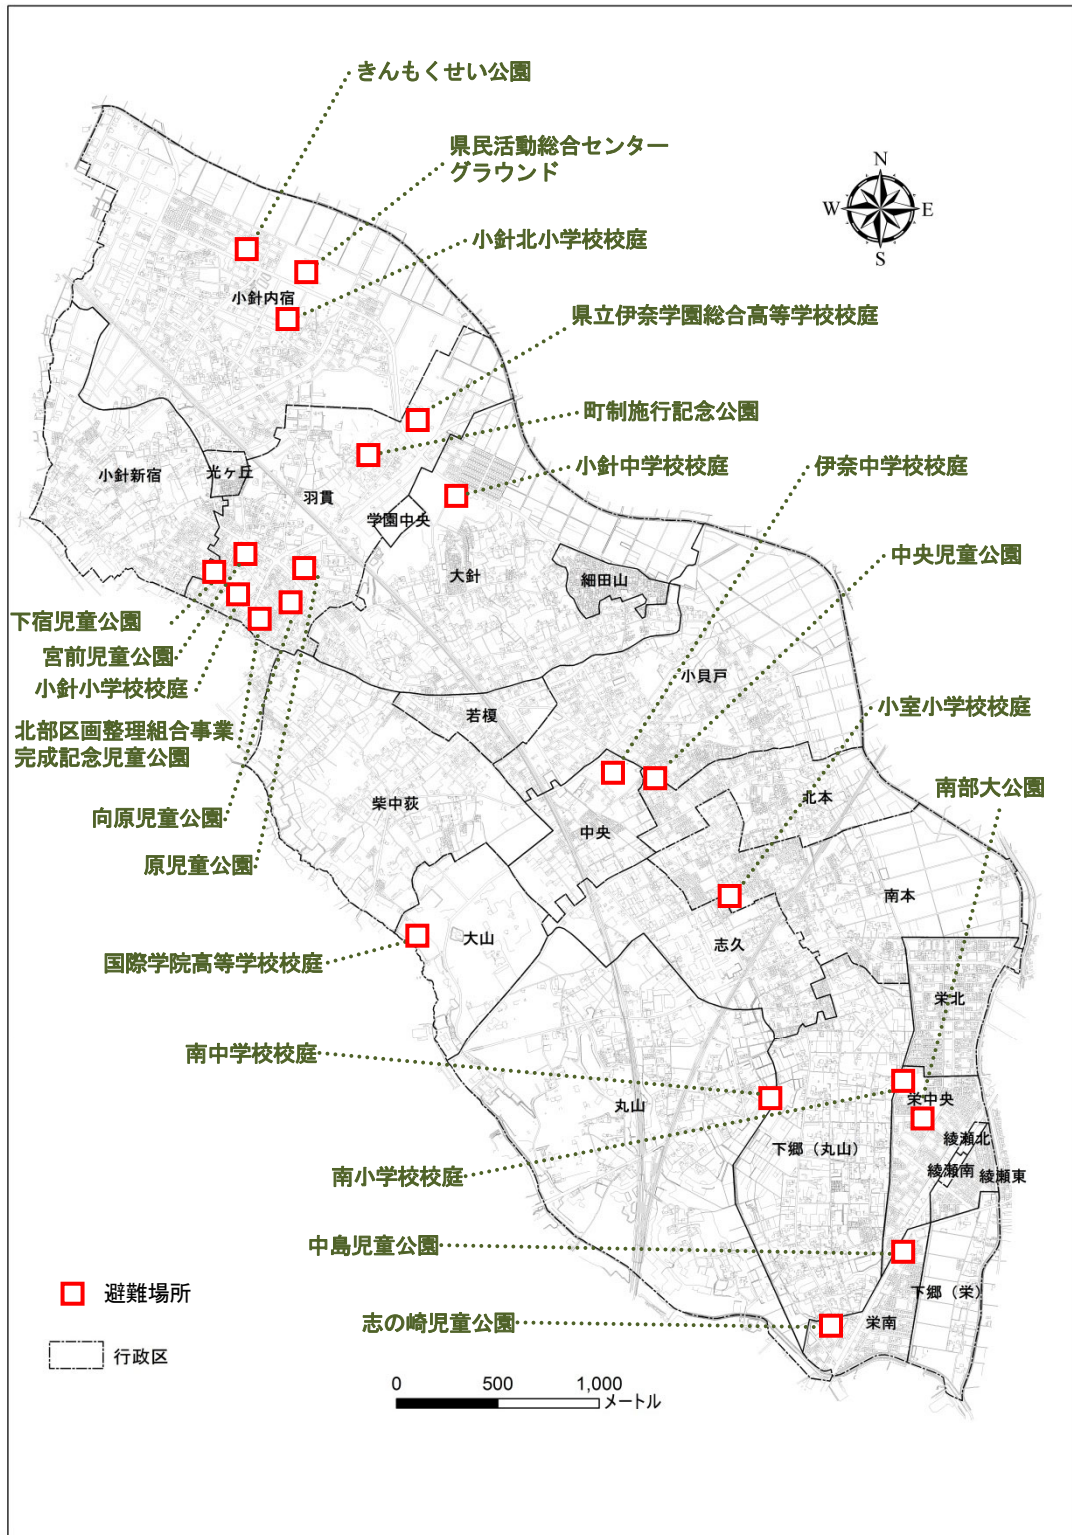 きんもくせい公園
県民活動総合センター
グラウンド
N
W
E
S
小針北小学校校庭
小針内宿
県立伊奈学園総合高等学校校庭
町制施行記念公園
小針中学校校庭
伊奈中学校校庭
小針新宿
光ヶ丘
羽貫
学園中央
大針
細田山
中央児童公園
下宿児童公園
宮前児童公園
小針小学校校庭
北部区画整理組合事業
完成記念児童公園
向原児童公園
原児童公園
小貝戸
若榎
小室小学校校庭
柴中荻
中央
北本
南部大公園
南本
大山
志久
国際学院高等学校校庭
栄北
南中学校校庭
丸山
栄中央
下郷（丸山）
綾瀬北
綾瀬南
綾瀬東
南小学校校庭
中島児童公園
下郷（栄）
志の崎児童公園
栄南
避難場所
行政区
0
500
1,000
メートル